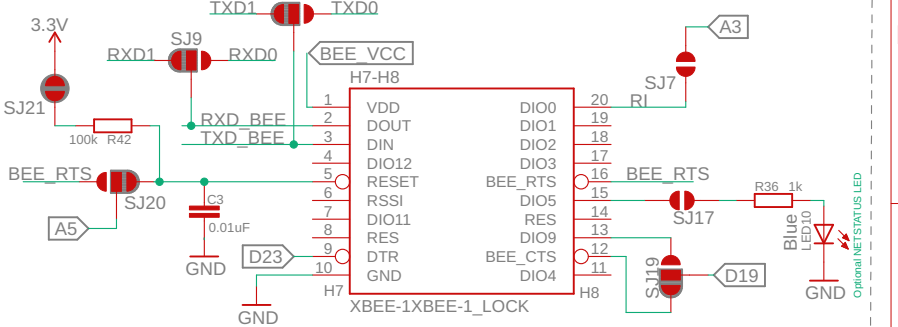 TXD1 TXD0
3.3V
SJ9
RXD1 RXD0
BEE_VCC
A3
H7-H8
SJ7
SJ21
1 VDD DIO0 20 RI
RXD_BEE 2 DOUT DIO1 19
100k R42
TXD_BEE 3 DIN DIO2 18
4 DIO12 DIO3 17
BEE_RTS 5 RESET BEE_RTS 16 BEE_RTS
SJ20
C3
0.01uF
6 RSSI DIO5 15
SJ17
R36 1k
A5
7 DIO11 RES 14
8 RES DIO9 13
D23 9 DTR BEE_CTS 12
10 GND DIO4 11
GND
GND
H7 H8
XBEE-1XBEE-1_LOCK
SJ19
D19
Blue
LED10
GND
Optional NETSTATUS LED